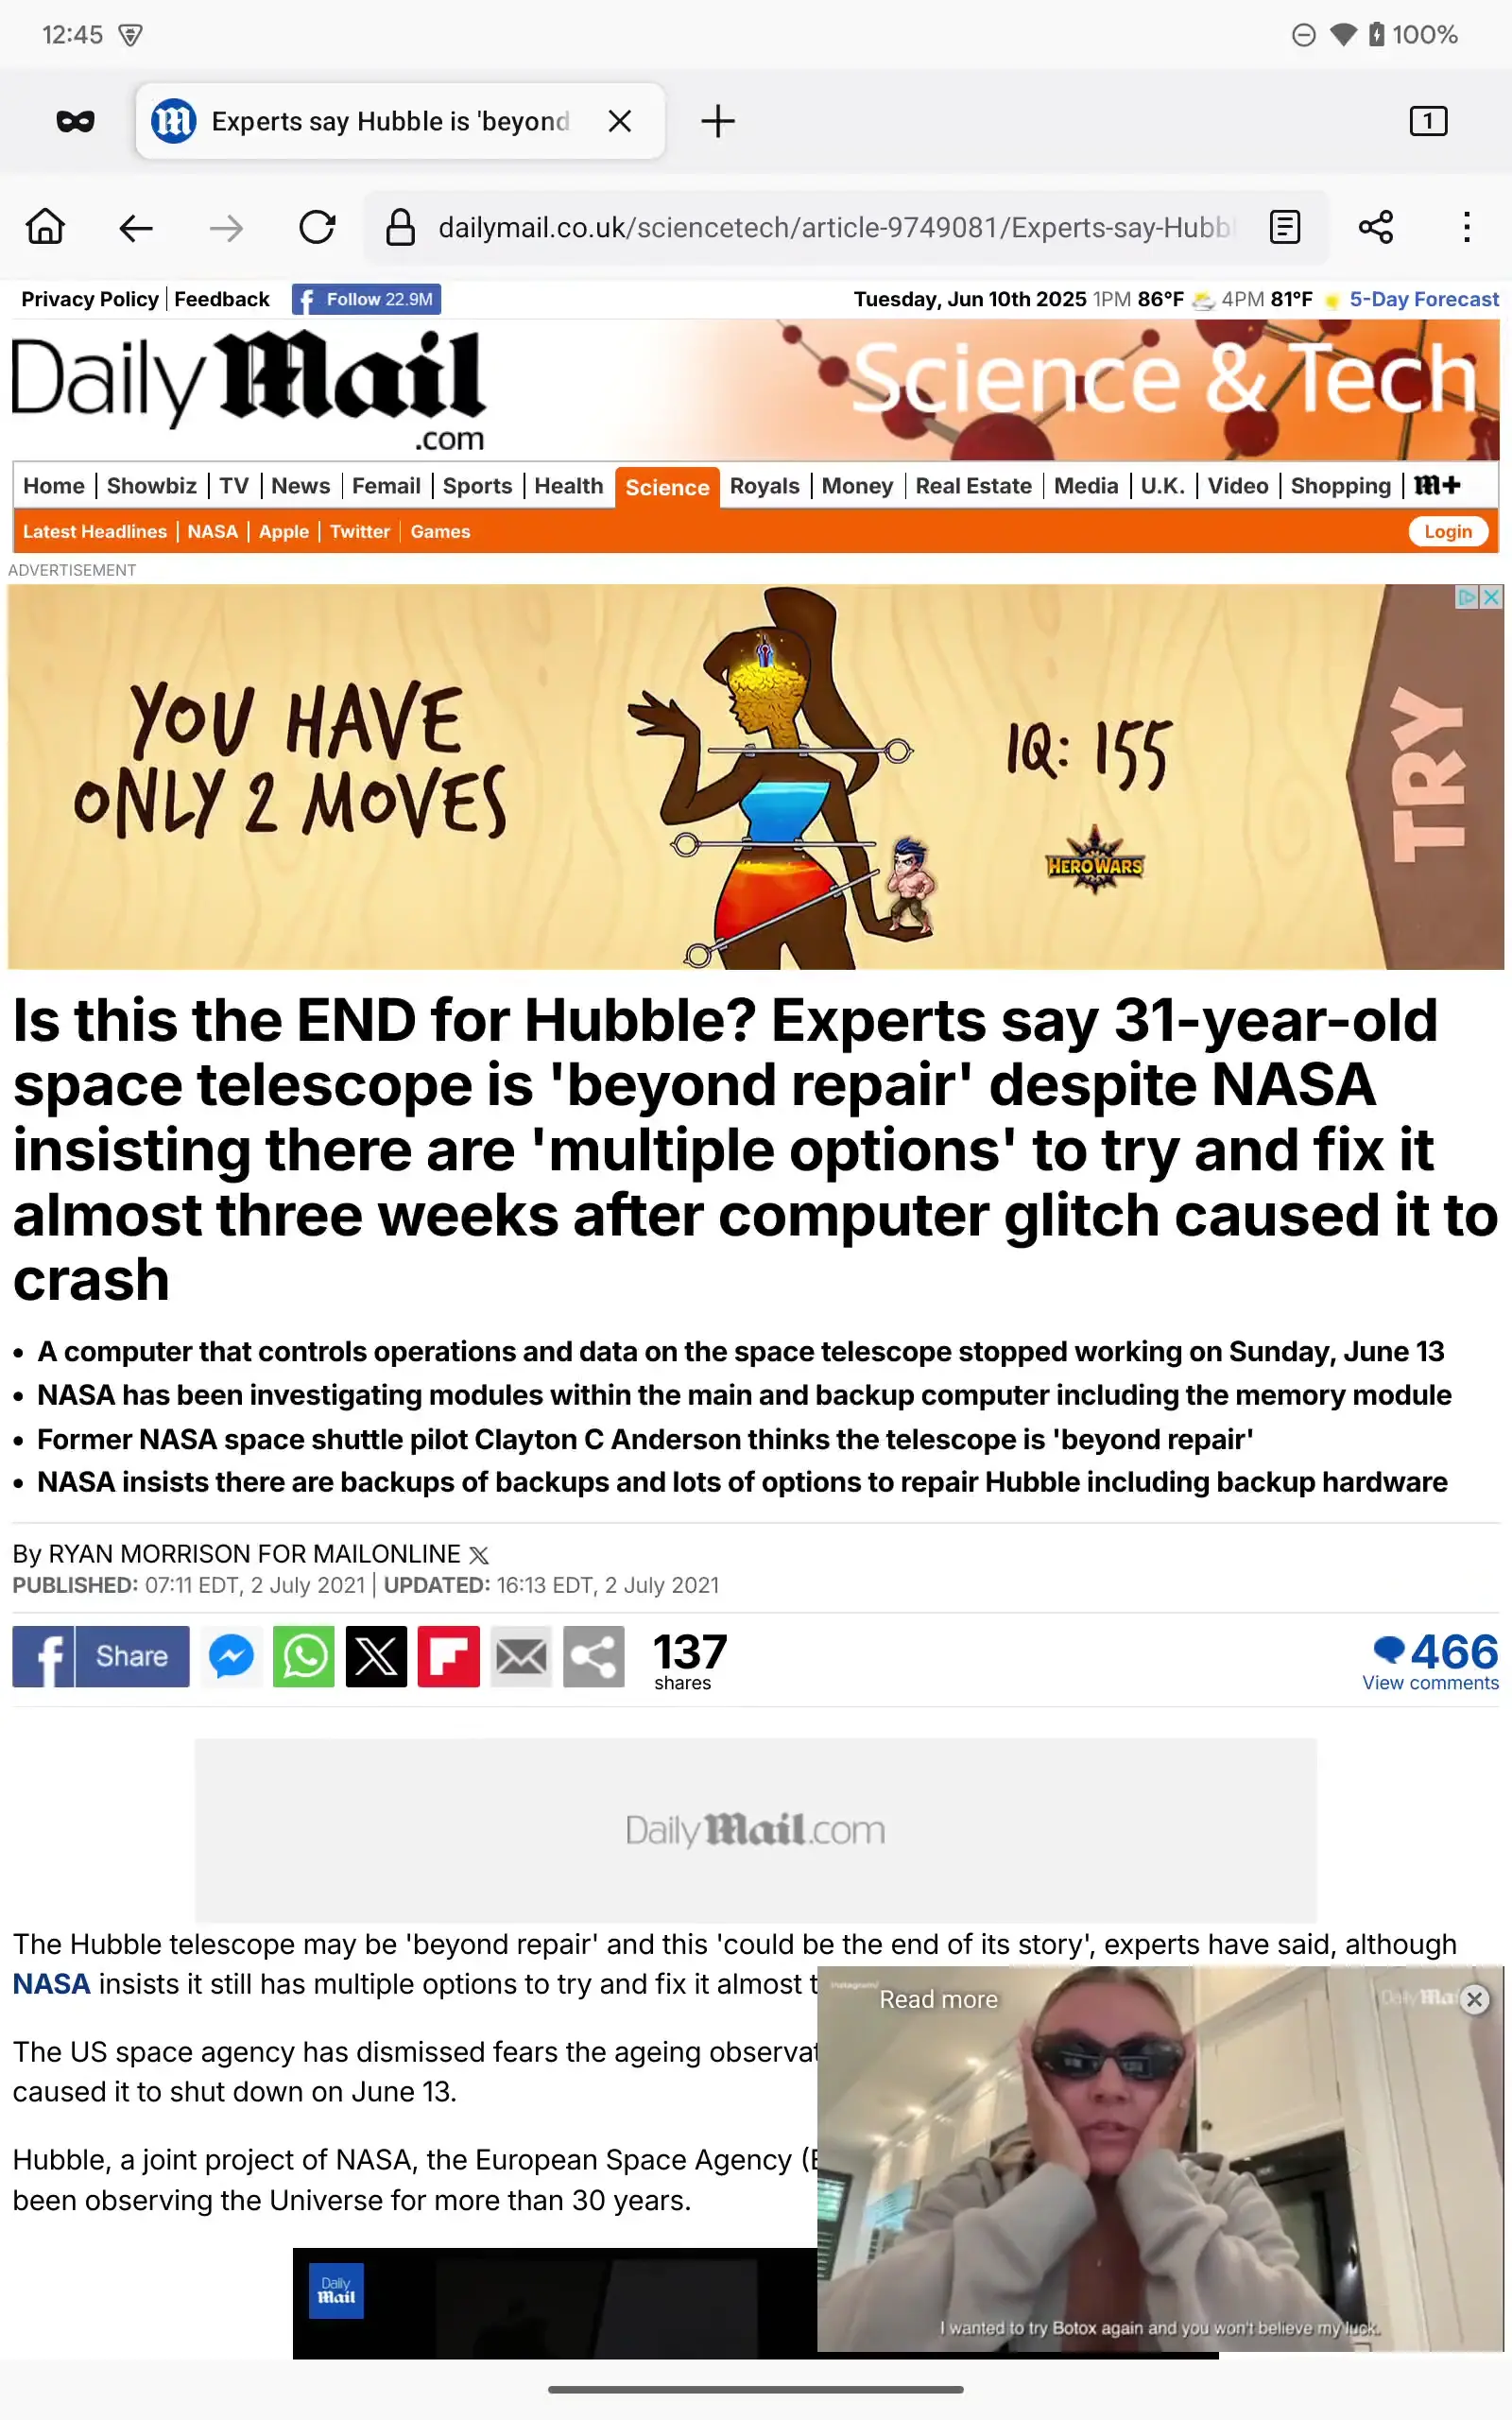 12:45
100%
Experts say Hubble is 'beyond
1
dailymail.co.uk/sciencetech/article-9749081/Experts-say-Hubbl
Privacy Policy | Feedback
Follow 22.9M
Tuesday, Jun 10th 2025 1PM 86°F 4PM 81°F 5-Day Forecast
Daily Mail
.com
Science & Tech
Home | Showbiz | TV | News | Femail | Sports | Health Science Royals | Money | Real Estate | Media | U.K. | Video | Shopping | m+
Latest Headlines | NASA | Apple | Twitter | Games
Login
ADVERTISEMENT
YOU HAVE
ONLY 2 MOVES
IQ: 155
HERO WARS
TRY
Is this the END for Hubble? Experts say 31-year-old
space telescope is 'beyond repair' despite NASA
insisting there are 'multiple options' to try and fix it
almost three weeks after computer glitch caused it to
crash
• A computer that controls operations and data on the space telescope stopped working on Sunday, June 13
• NASA has been investigating modules within the main and backup computer including the memory module
• Former NASA space shuttle pilot Clayton C Anderson thinks the telescope is 'beyond repair'
• NASA insists there are backups of backups and lots of options to repair Hubble including backup hardware
By RYAN MORRISON FOR MAILONLINE
PUBLISHED: 07:11 EDT, 2 July 2021 | UPDATED: 16:13 EDT, 2 July 2021
Share
137
shares
466
View comments
Daily Mail.com
The Hubble telescope may be 'beyond repair' and this 'could be the end of its story', experts have said, although
NASA insists it still has multiple options to try and fix it almost t
The US space agency has dismissed fears the ageing observat
caused it to shut down on June 13.
Hubble, a joint project of NASA, the European Space Agency (E
been observing the Universe for more than 30 years.
Instagram/
Read more
Daily Ma
I wanted to try Botox again and you won't believe my luck.
Daily
Mail